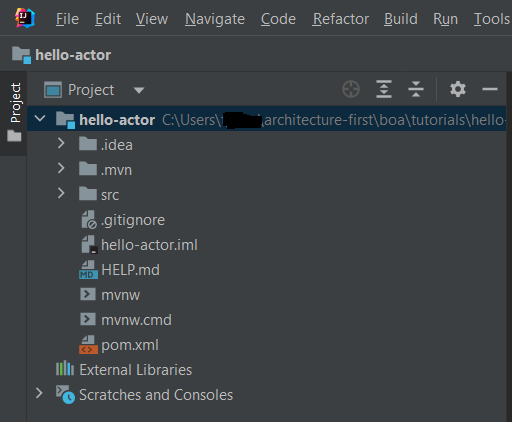 File Edit View Navigate Code Refactor Build Run Tools
hello-actor
Project
Project
hello-actor C:\Users\ \architecture-first\boa\tutorials\hello-
.idea
.mvn
src
.gitignore
hello-actor.iml
HELP.md
mvnw
mvnw.cmd
pom.xml
External Libraries
Scratches and Consoles